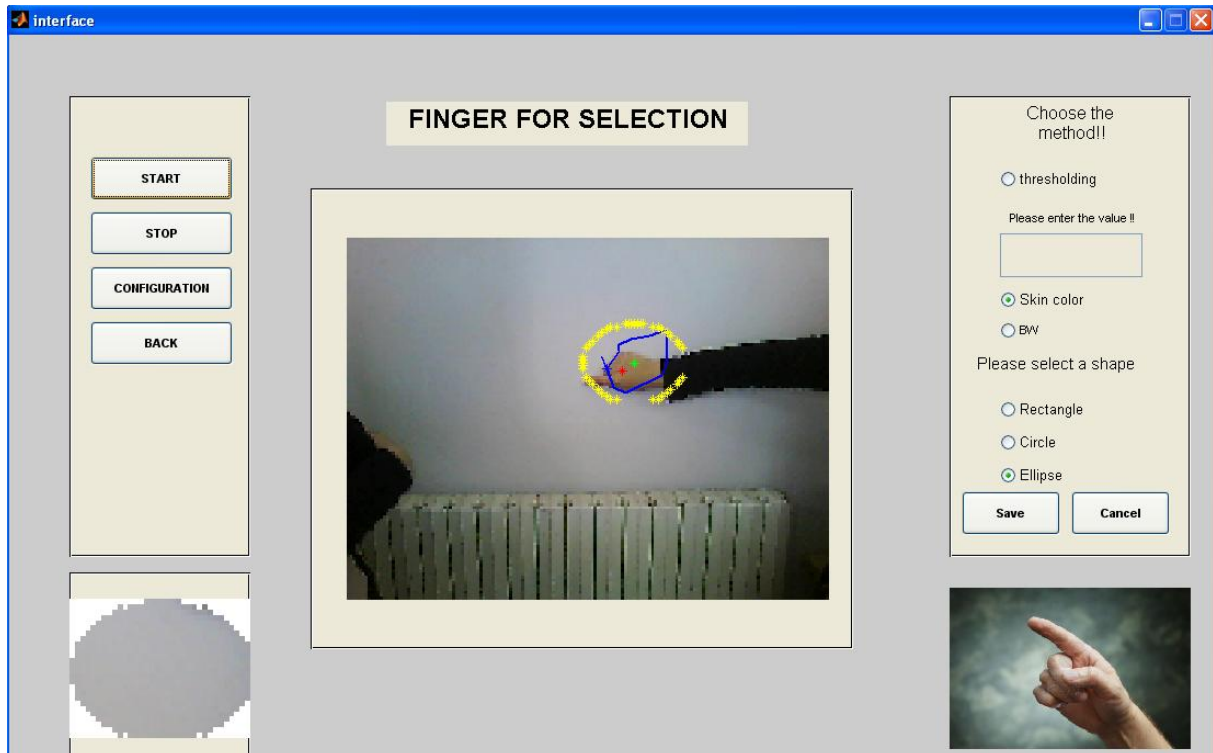 interface
START
STOP
CONFIGURATION
BACK
FINGER FOR SELECTION
Choose the
method!!
thresholding
Please enter the value !!
Skin color
BW
Please select a shape
Rectangle
Circle
Ellipse
Save
Cancel